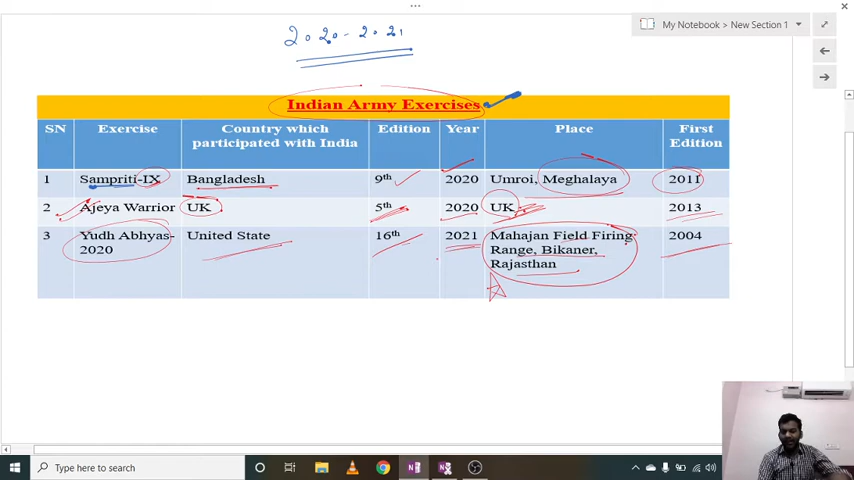 My Notebook > New Section 1
2020-2021
Indian Army Exercises
SN Exercise Country which participated with India Edition Year Place First Edition
1 Sampriti-IX Bangladesh 9th 2020 Umroi, Meghalaya 2011
2 Ajeya Warrior UK 5th 2020 UK 2013
3 Yudh Abhyas- United State 16th 2021 Mahajan Field Firing 2004
2020 Range, Bikaner,
Rajasthan
Type here to search